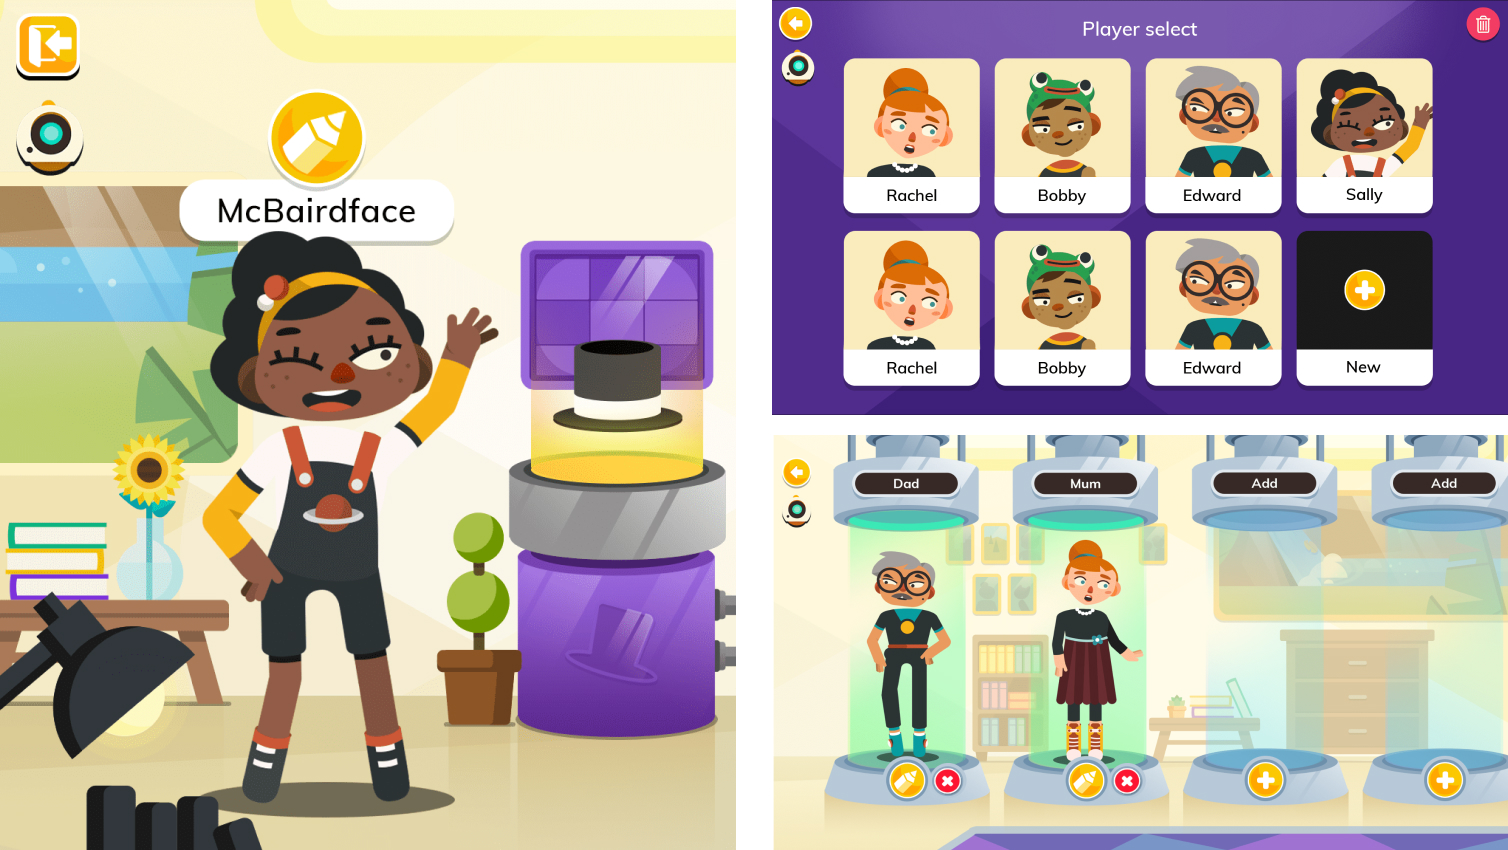 McBairdface
Player select
Rachel
Bobby
Edward
Sally
Rachel
Bobby
Edward
New
Dad
Mum
Add
Add